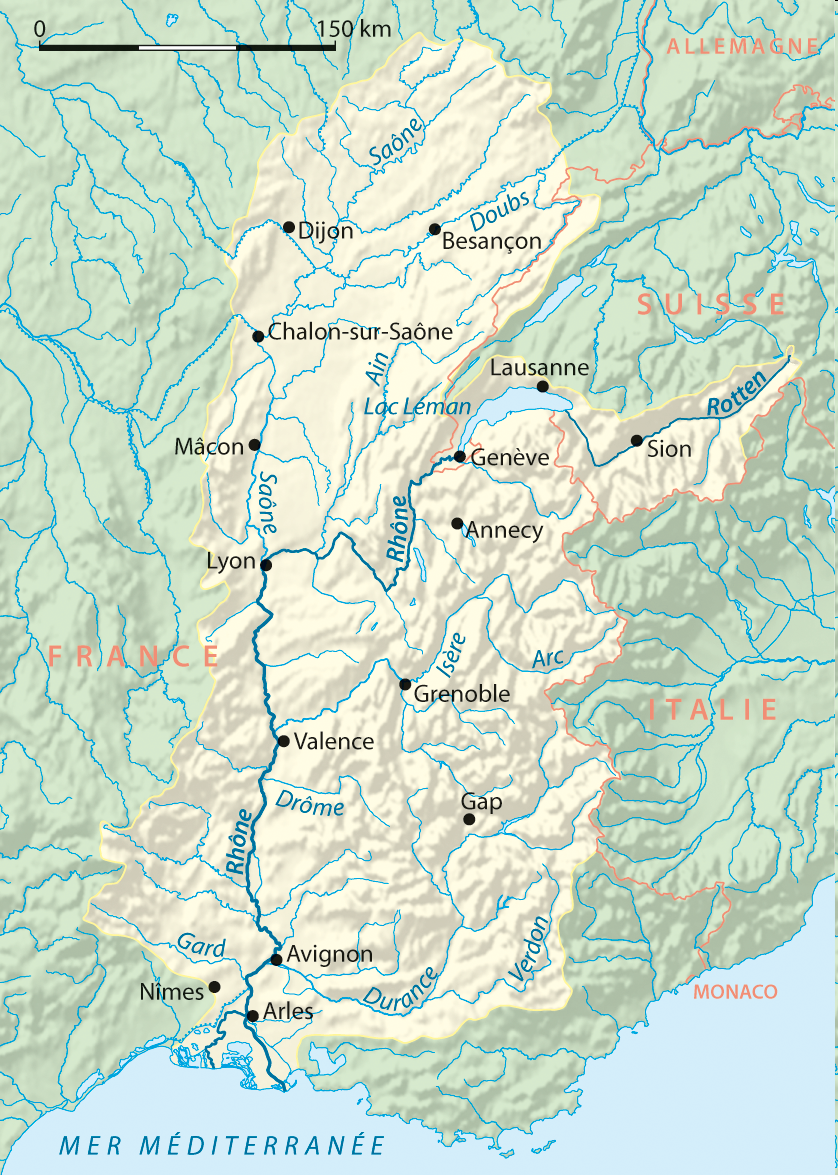 0 150 km
ALLEMAGNE
Saône
Doubs
Dijon
Besançon
SUISSE
Chalon-sur-Saône
Ain
Lausanne
Rotten
Lac Léman
Mâcon
Sion
Genève
Saône
Rhône
Annecy
Lyon
FRANCE
Isère
Arc
Grenoble
ITALIE
Valence
Drôme
Gap
Rhône
Gard
Verdon
Avignon
Durance
Nîmes
MONACO
Arles
MER MÉDITERRANÉE